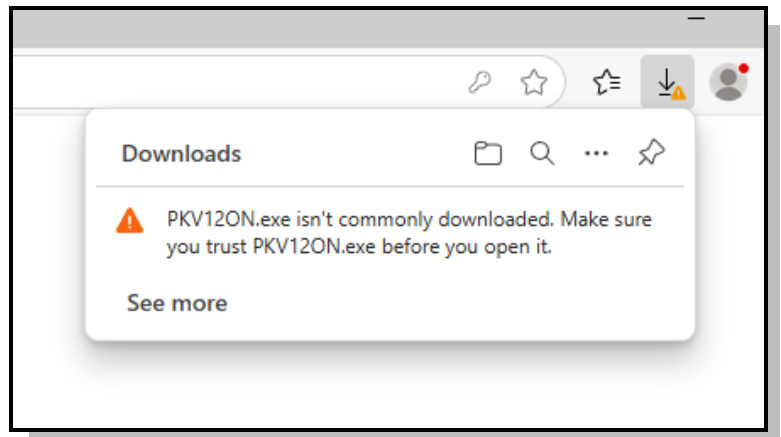 Downloads
PKV12ON.exe isn't commonly downloaded. Make sure
you trust PKV12ON.exe before you open it.
See more